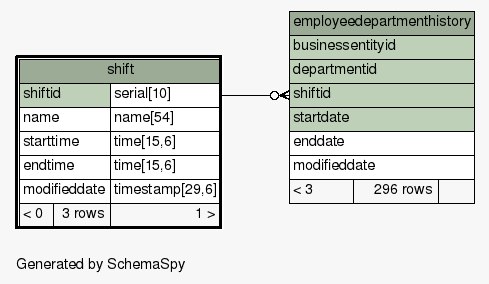 shift
shiftid serial[10]
name name[54]
starttime time[15,6]
endtime time[15,6]
modifieddate timestamp[29,6]
< 0 3 rows 1 >
employeedepartmenthistory
businessentityid
departmentid
shiftid
startdate
enddate
modifieddate
< 3 296 rows
Generated by SchemaSpy